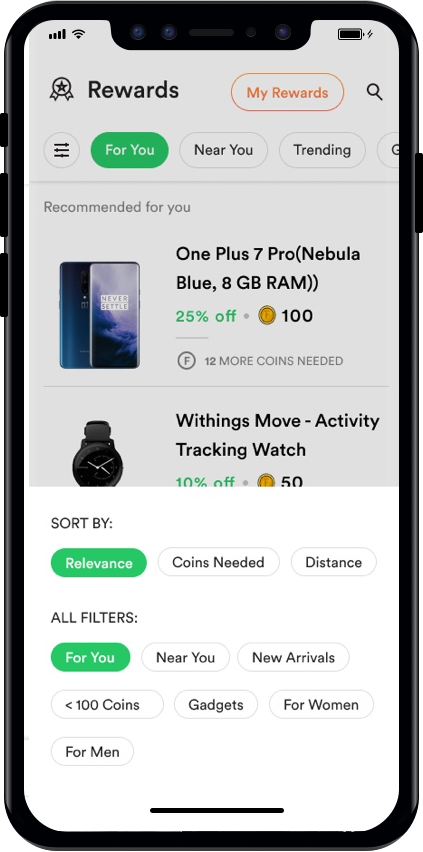 Rewards
My Rewards
For You
Near You
Trending
G
Recommended for you
One Plus 7 Pro(Nebula
Blue, 8 GB RAM))
25% off • 100
NEVER
SETTLE
F 12 MORE COINS NEEDED
Withings Move - Activity
Tracking Watch
10% off • 50
SORT BY:
Relevance
Coins Needed
Distance
ALL FILTERS:
For You
Near You
New Arrivals
< 100 Coins
Gadgets
For Women
For Men